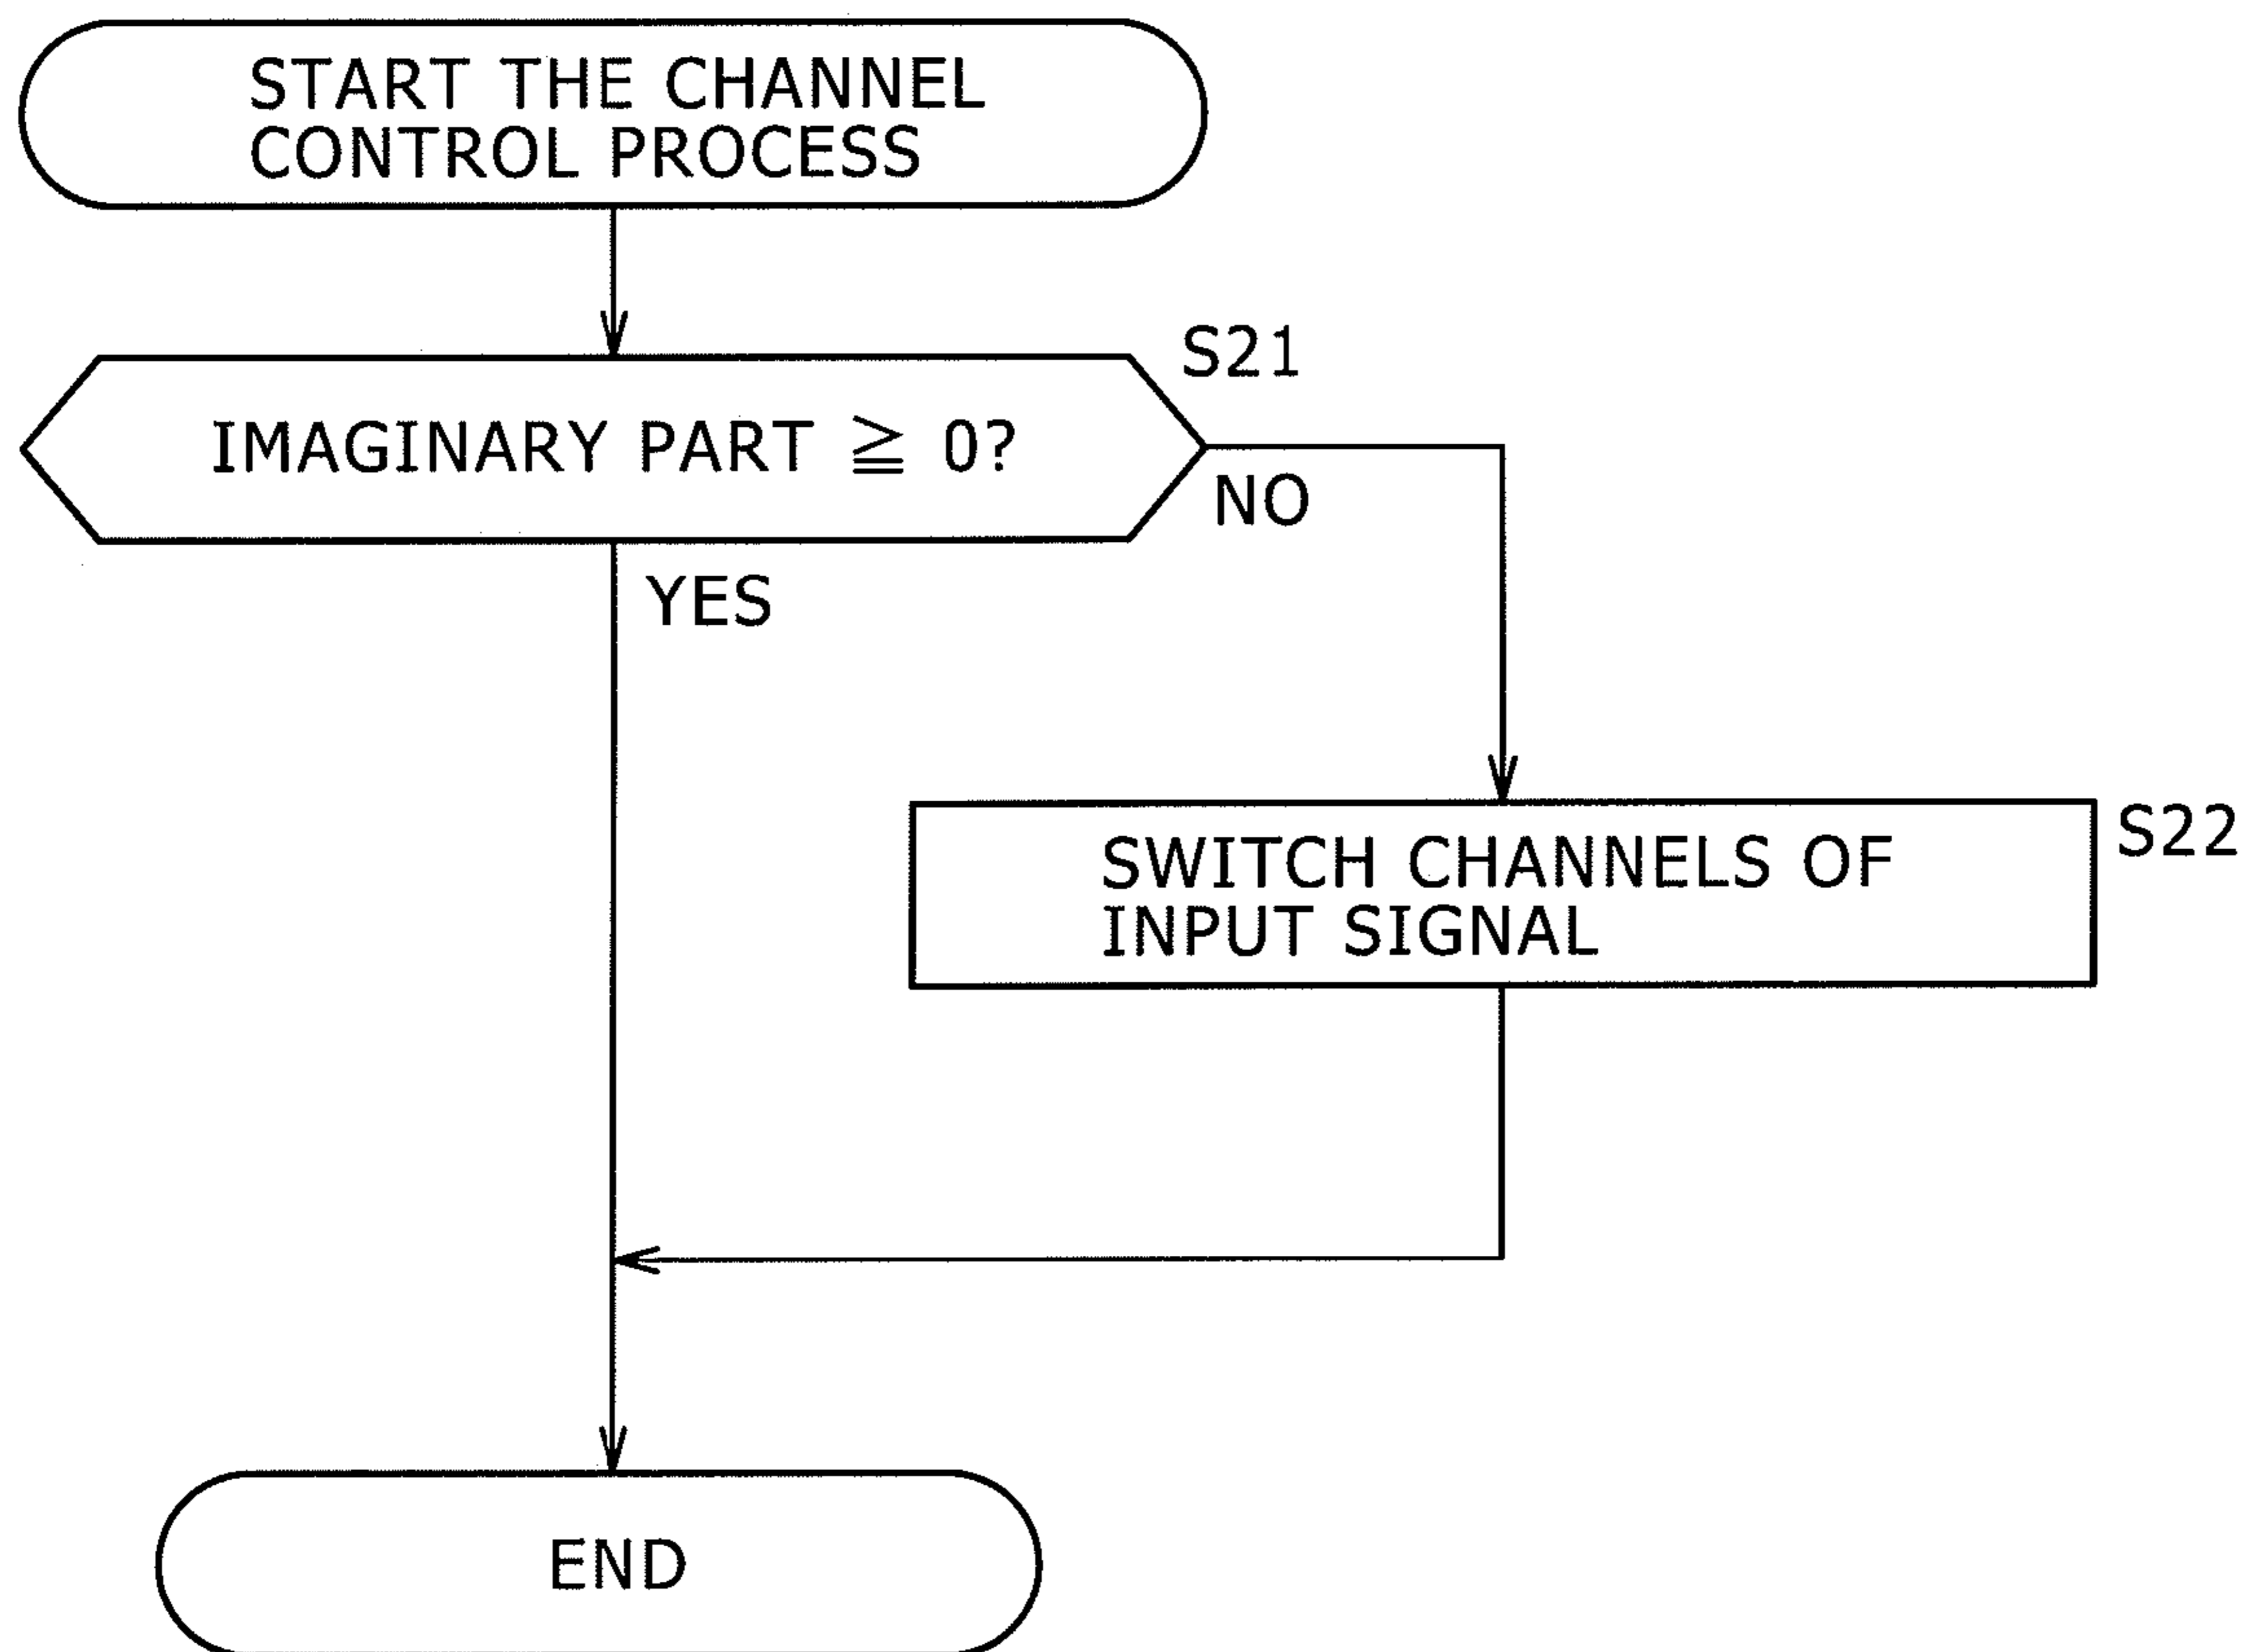 START THE CHANNEL
CONTROL PROCESS
S21
IMAGINARY PART ≧ 0?
NO
YES
S22
SWITCH CHANNELS OF
INPUT SIGNAL
END